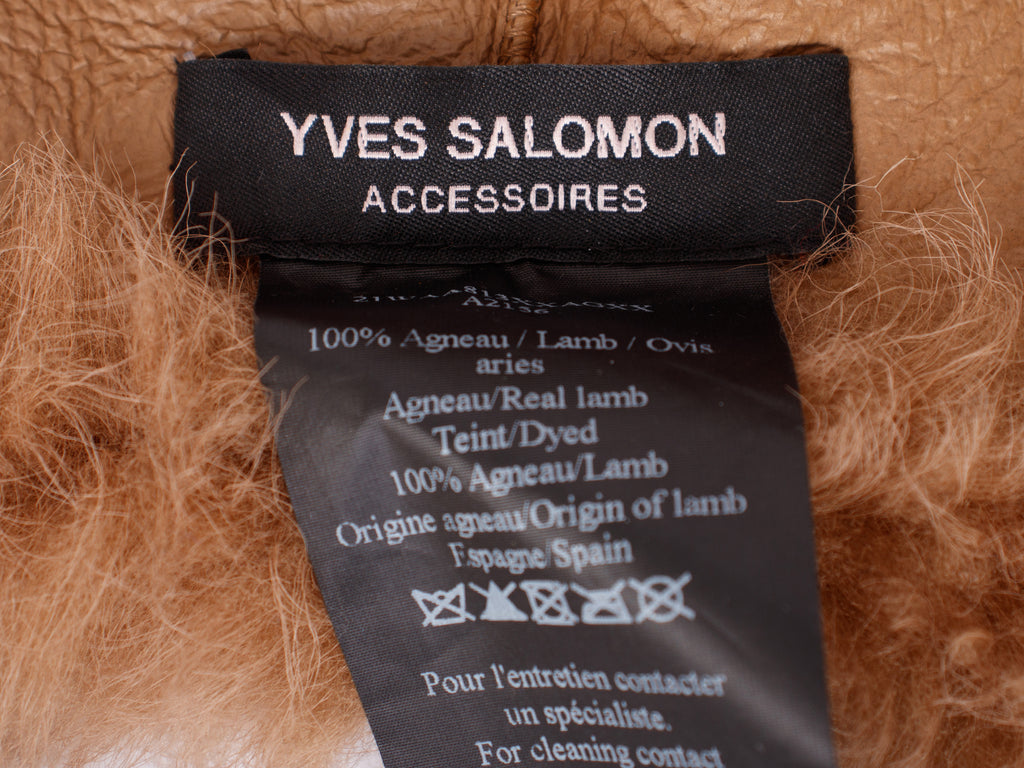 YVES SALOMON
ACCESSOIRES
100% Agneau / Lamb / Ovis
aries
Agneau/Real lamb
Teint/Dyed
100% Agneau/Lamb
Origine agneau/Origin of lamb
Espagne/Spain
Pour l'entretien contacter
un spécialiste.
For cleaning contact